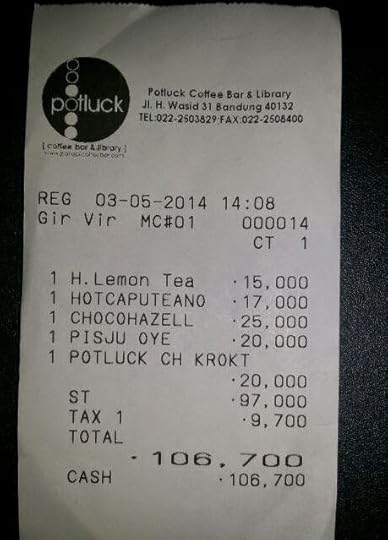 potluck
[ coffee bar & library ]
www.potluckcoffeebar.com
Potluck Coffee Bar & Library
Jl. H. Wasid 31 Bandung 40132
TEL:022-2503829 FAX:022-2508400
REG 03-05-2014 14:08
Gir Vir MC#01 000014
CT 1
1 H.Lemon Tea ·15,000
1 HOTCAPUTEANO ·17,000
1 CHOCOHAZELL ·25,000
1 PISJU OYE ·20,000
1 POTLUCK CH KROKT
·20,000
ST ·97,000
TAX 1 ·9,700
TOTAL
·106,700
CASH ·106,700